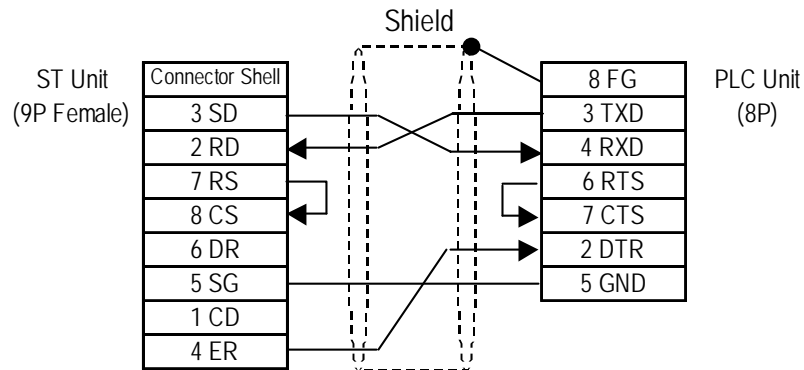 Shield
ST Unit
(9P Female)
Connector Shell
3 SD
2 RD
7 RS
8 CS
6 DR
5 SG
1 CD
4 ER
8 FG
3 TXD
4 RXD
6 RTS
7 CTS
2 DTR
5 GND
PLC Unit
(8P)